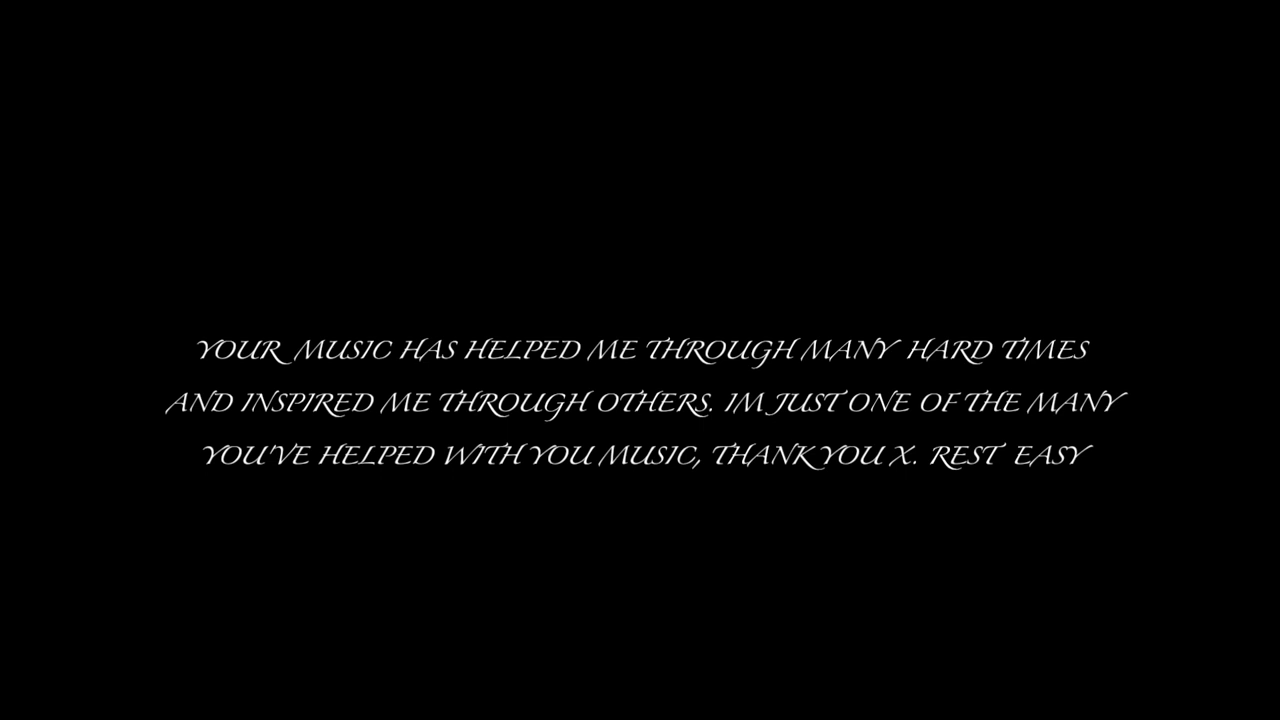 YOUR MUSIC HAS HELPED ME THROUGH MANY HARD TIMES
AND INSPIRED ME THROUGH OTHERS. IM JUST ONE OF THE MANY
YOU'VE HELPED WITH YOU MUSIC, THANK YOU X. REST EASY